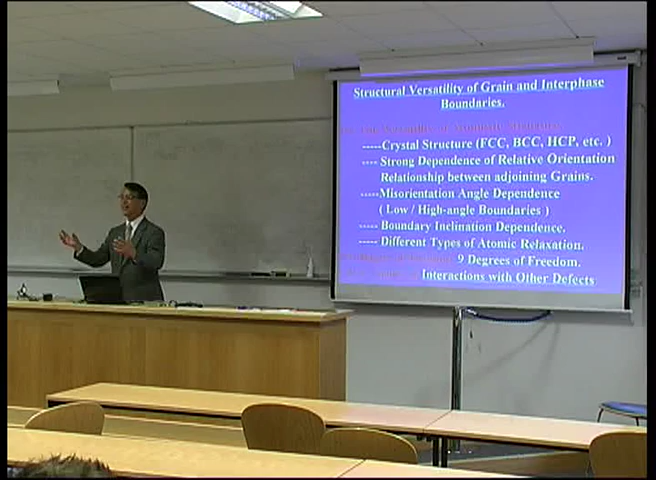 Structural Versatility of Grain and Interphase
Boundaries.
-----Crystal Structure (FCC, BCC, HCP, etc. )
---- Strong Dependence of Relative Orientation
Relationship between adjoining Grains.
-----Misorientation Angle Dependence
( Low / High-angle Boundaries )
----- Boundary Inclination Dependence.
----- Different Types of Atomic Relaxation.
9 Degrees of Freedom.
Interactions with Other Defects